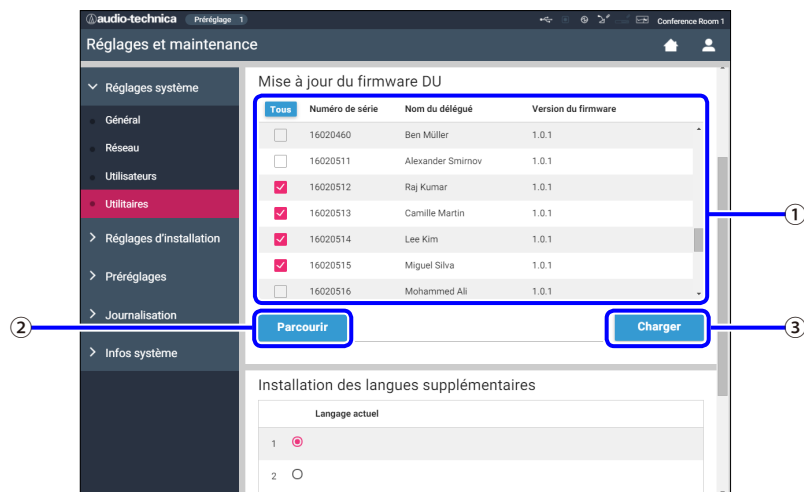 audio-technica Préréglage 1 Conference Room 1
Réglages et maintenance
Réglages système
Général
Réseau
Utilisateurs
Utilitaires
Réglages d'installation
Préréglages
Journalisation
Infos système
Mise à jour du firmware DU
Tous Numéro de série Nom du délégué Version du firmware
16020460 Ben Müller 1.0.1
16020511 Alexander Smirnov 1.0.1
16020512 Raj Kumar 1.0.1
16020513 Camille Martin 1.0.1
16020514 Lee Kim 1.0.1
16020515 Miguel Silva 1.0.1
16020516 Mohammed Ali 1.0.1
①
② Parcourir Charger ③
Installation des langues supplémentaires
Langage actuel
1
2